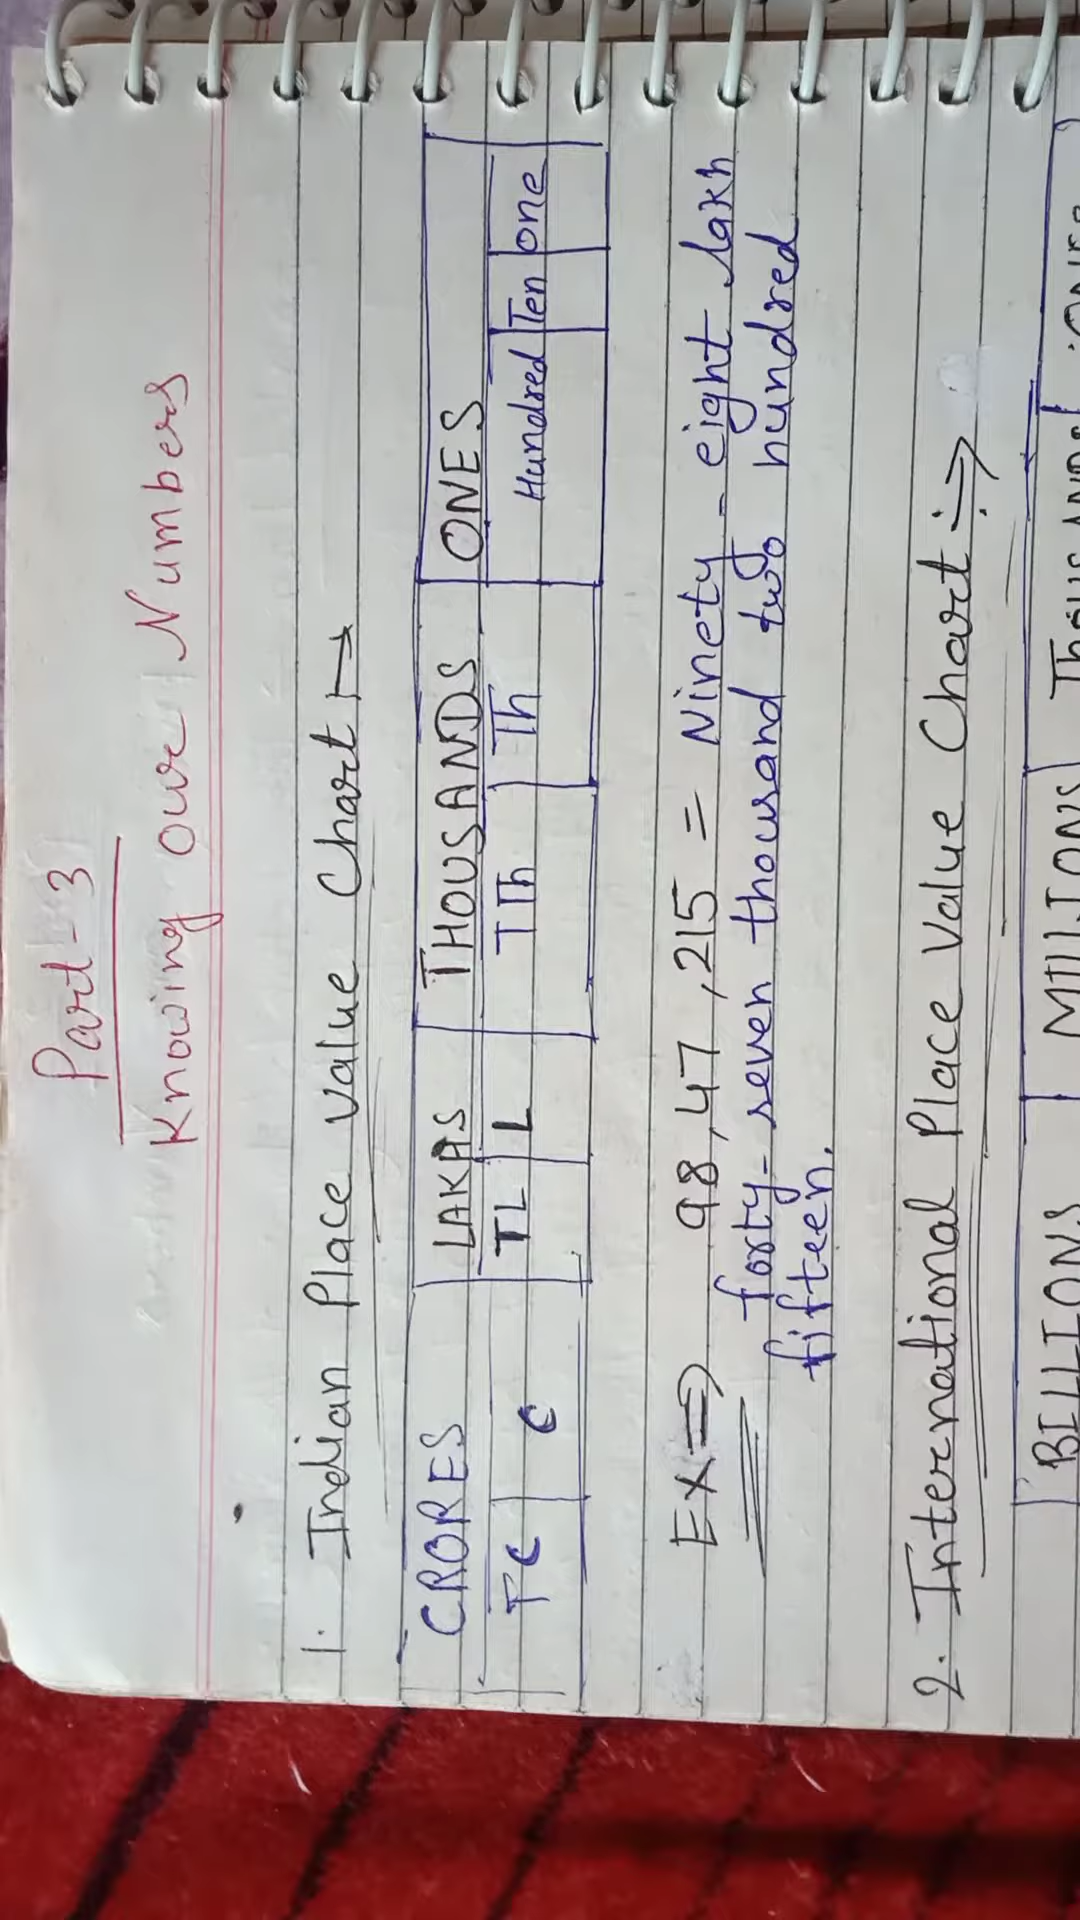 Part-3
Knowing our Numbers
1. Indian Place value Chart ↦
CRORES LAKHS THOUSANDS ONES
TC C TL L TTh Th Hundred Ten one
EX ⇒ 98,47,215 = Ninety-eight lakh
forty-seven thousand two hundred
fifteen.
2. International Place Value Chart :⇒
BILLIONS MILLIONS THOUSANDS ONES